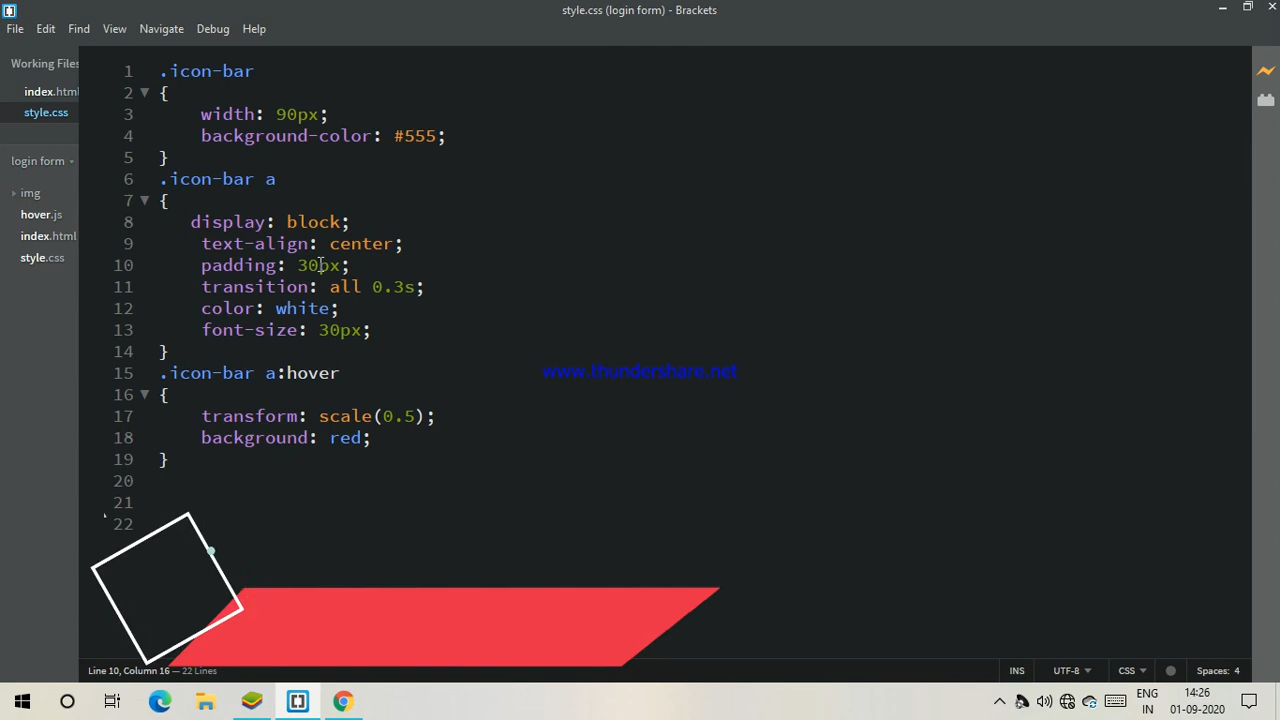 style.css (login form) - Brackets
File Edit Find View Navigate Debug Help
Working Files
index.html
style.css
login form
img
hover.js
index.html
style.css
1 .icon-bar
2 {
3 width: 90px;
4 background-color: #555;
5 }
6 .icon-bar a
7 {
8 display: block;
9 text-align: center;
10 padding: 30px;
11 transition: all 0.3s;
12 color: white;
13 font-size: 30px;
14 }
15 .icon-bar a:hover
16 {
17 transform: scale(0.5);
18 background: red;
19 }
20
21
22
www.thundershare.net
Line 10, Column 16 — 22 Lines
INS UTF-8 CSS Spaces: 4
ENG
IN
14:26
01-09-2020